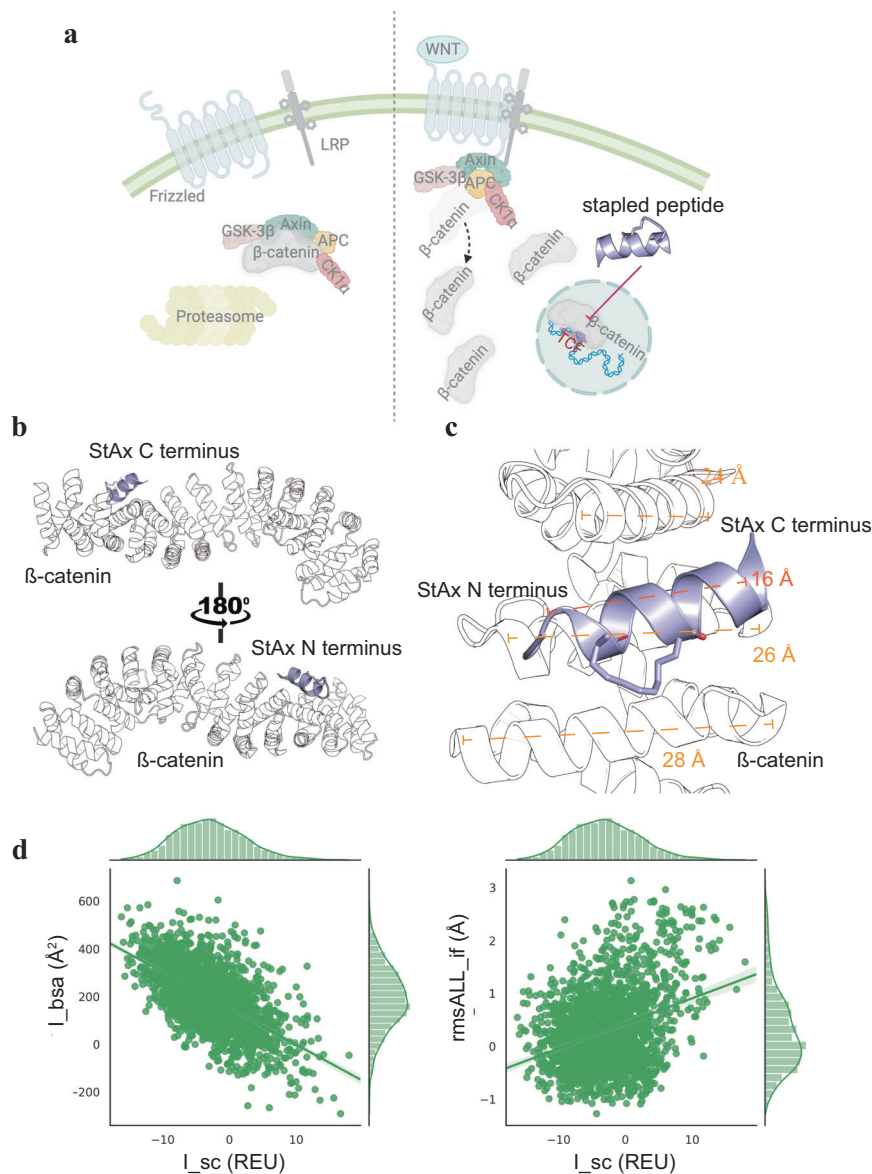 a
WNT
LRP
Frizzled
Axin
GSK-3β
APC
CK1α
β-catenin
GSK-3β
Axin
APC
β-catenin
CK1α
Proteasome
β-catenin
β-catenin
β-catenin
stapled peptide
β-catenin
TCF
b
StAx C terminus
ß-catenin
180⁰
StAx N terminus
ß-catenin
c
24 Å
StAx C terminus
StAx N terminus
16 Å
26 Å
28 Å
ß-catenin
d
I_bsa (Å²)
600
400
200
0
−200
−10
0
10
I_sc (REU)
rmsALL_if (Å)
3
2
1
0
−1
−10
0
10
I_sc (REU)